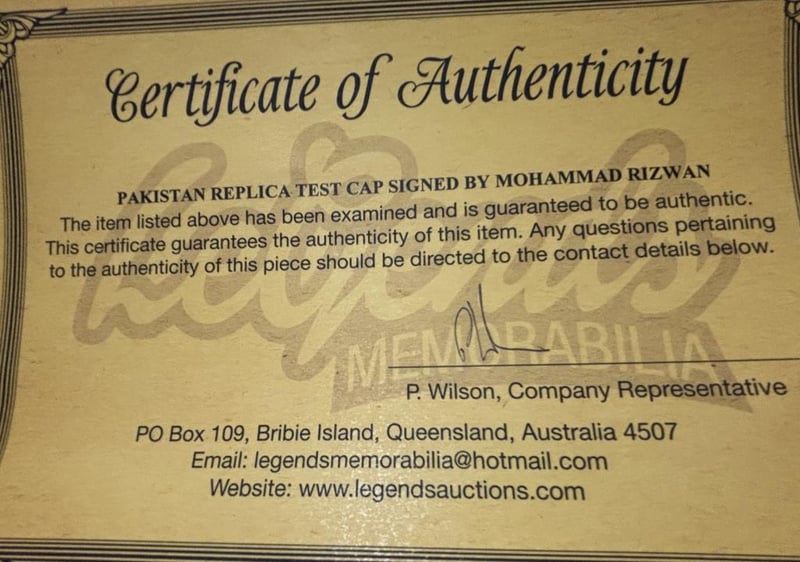 Certificate of Authenticity
PAKISTAN REPLICA TEST CAP SIGNED BY MOHAMMAD RIZWAN
The item listed above has been examined and is guaranteed to be authentic.
This certificate guarantees the authenticity of this item. Any questions pertaining
to the authenticity of this piece should be directed to the contact details below.
Legends
MEMORABILIA
P. Wilson, Company Representative
PO Box 109, Bribie Island, Queensland, Australia 4507
Email: legendsmemorabilia@hotmail.com
Website: www.legendsauctions.com